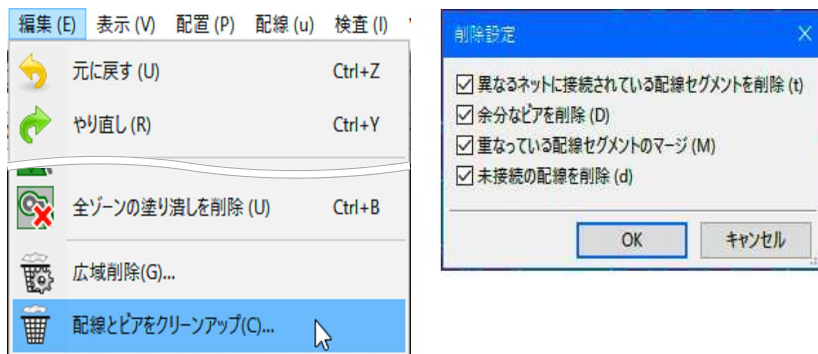 編集 (E) 表示 (V) 配置 (P) 配線 (u) 検査 (I)
元に戻す (U) Ctrl+Z
やり直し (R) Ctrl+Y
全ゾーンの塗り潰しを削除 (U) Ctrl+B
広域削除(G)...
配線とビアをクリーンアップ(C)...
削除設定
異なるネットに接続されている配線セグメントを削除 (t)
余分なビアを削除 (D)
重なっている配線セグメントのマージ (M)
未接続の配線を削除 (d)
OK キャンセル